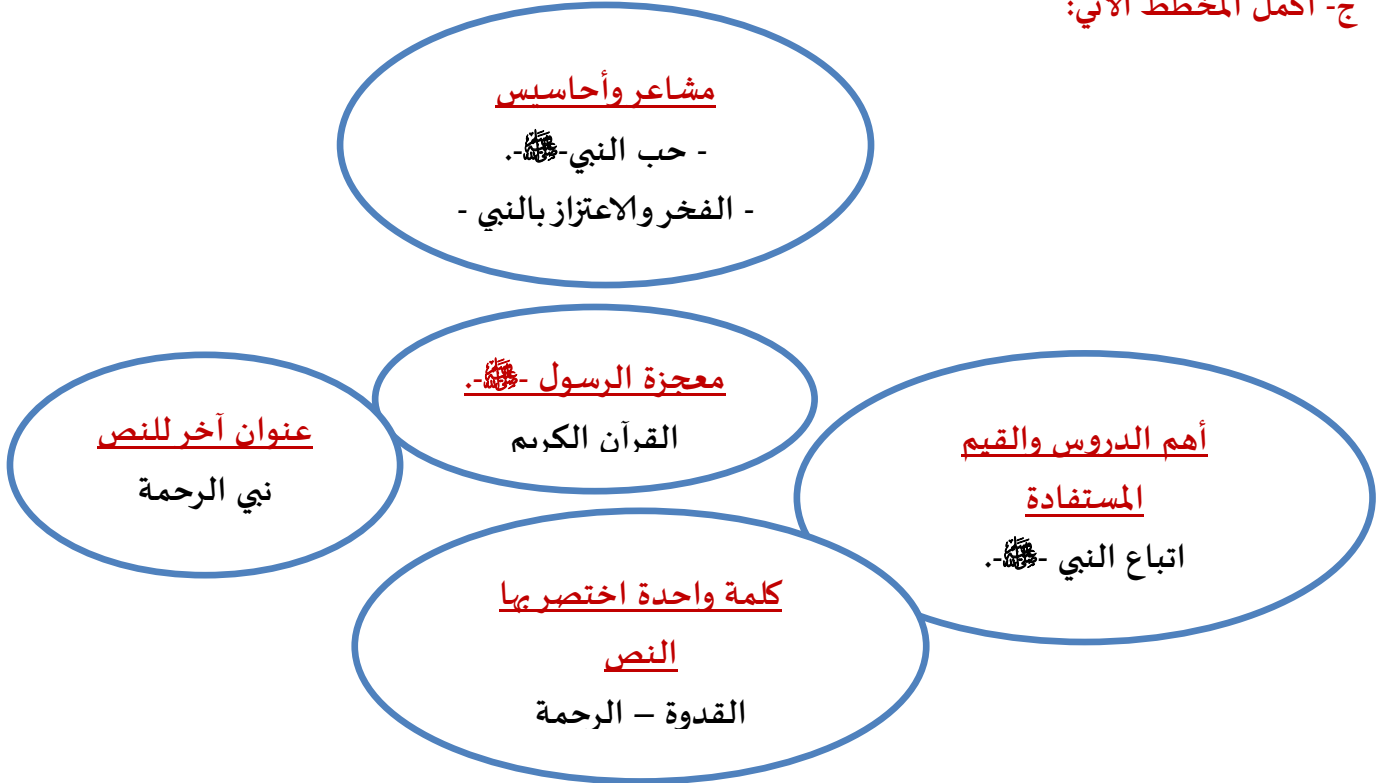 ج- أكمل المخطط الآتي:
مشاعر وأحاسيس
- حب النبي-ﷺ-.
- الفخر والاعتزاز بالنبي -
معجزة الرسول -ﷺ-.
القرآن الكريم
أهم الدروس والقيم
المستفادة
اتباع النبي -ﷺ-.
عنوان آخر للنص
نبي الرحمة
كلمة واحدة اختصر بها
النص
القدوة – الرحمة